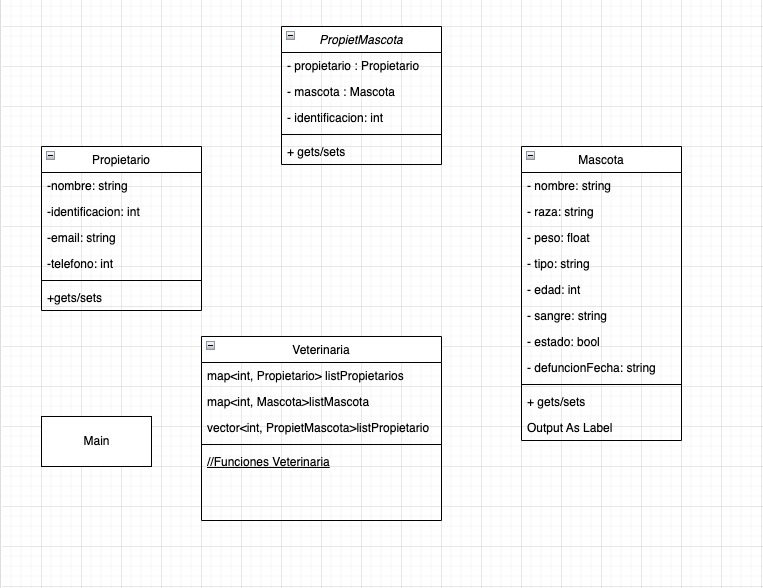 PropietMascota
- propietario : Propietario
- mascota : Mascota
- identificacion: int
+ gets/sets
Propietario
-nombre: string
-identificacion: int
-email: string
-telefono: int
+gets/sets
Mascota
- nombre: string
- raza: string
- peso: float
- tipo: string
- edad: int
- sangre: string
- estado: bool
- defuncionFecha: string
+ gets/sets
Output As Label
Veterinaria
map<int, Propietario> listPropietarios
map<int, Mascota>listMascota
vector<int, PropietMascota>listPropietario
//Funciones Veterinaria
Main